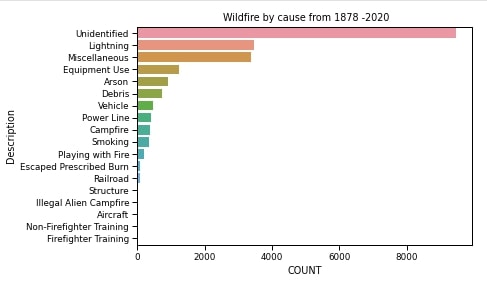 Wildfire by cause from 1878 -2020
Description
Unidentified
Lightning
Miscellaneous
Equipment Use
Arson
Debris
Vehicle
Power Line
Campfire
Smoking
Playing with Fire
Escaped Prescribed Burn
Railroad
Structure
Illegal Alien Campfire
Aircraft
Non-Firefighter Training
Firefighter Training
0 2000 4000 6000 8000
COUNT